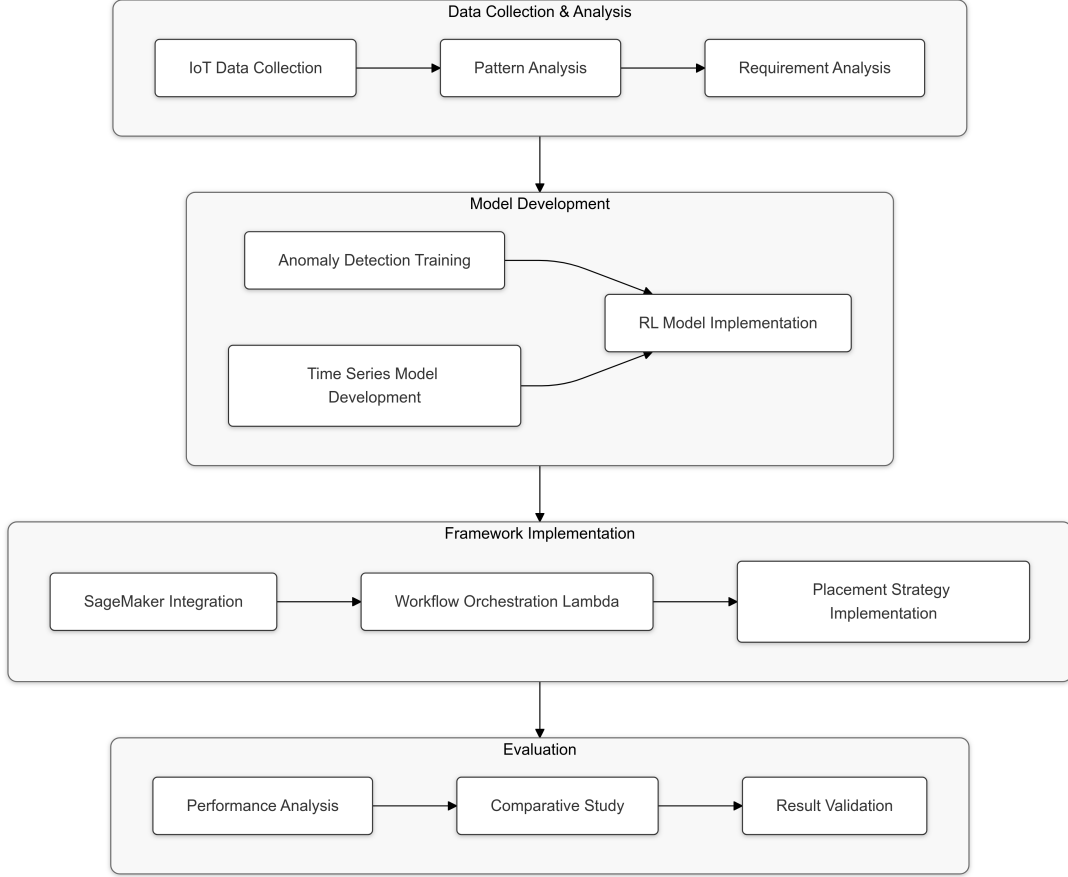 Data Collection & Analysis
IoT Data Collection
Pattern Analysis
Requirement Analysis
Model Development
Anomaly Detection Training
RL Model Implementation
Time Series Model
Development
Framework Implementation
SageMaker Integration
Workflow Orchestration Lambda
Placement Strategy
Implementation
Evaluation
Performance Analysis
Comparative Study
Result Validation